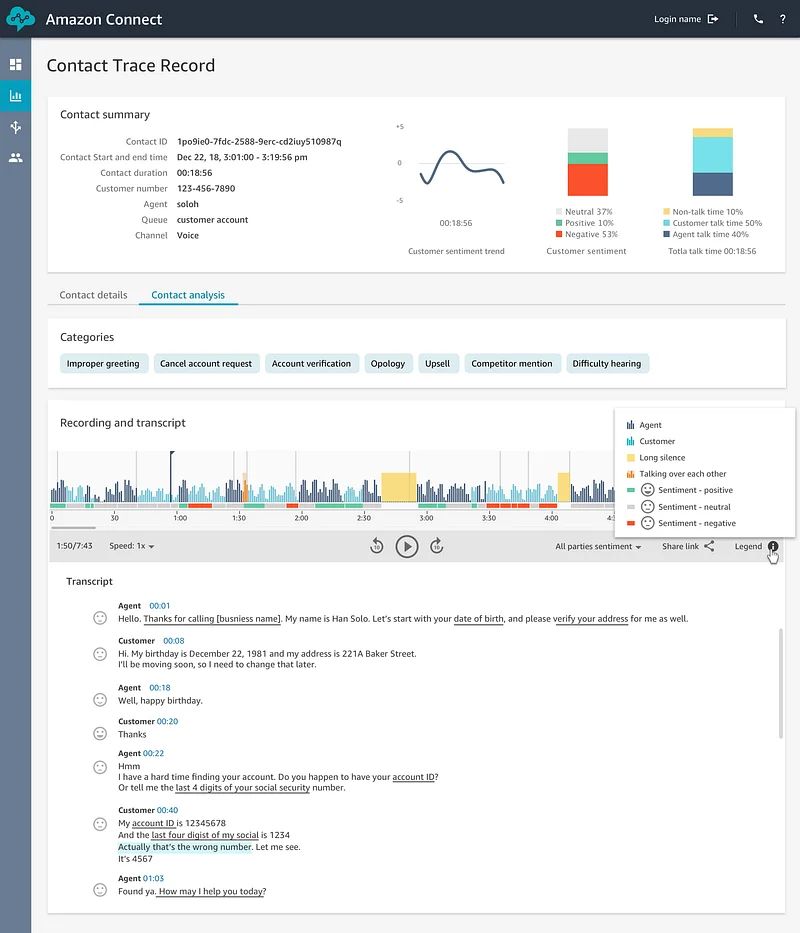 Amazon Connect
Login name
?
Contact Trace Record
Contact summary
Contact ID 1po9ie0-7fdc-2588-9erc-cd2iuy510987q
Contact Start and end time Dec 22, 18, 3:01:00 - 3:19:56 pm
Contact duration 00:18:56
Customer number 123-456-7890
Agent soloh
Queue customer account
Channel Voice
+5
0
-5
00:18:56
Customer sentiment trend
Neutral 37%
Positive 10%
Negative 53%
Customer sentiment
Non-talk time 10%
Customer talk time 50%
Agent talk time 40%
Totla talk time 00:18:56
Contact details Contact analysis
Categories
Improper greeting Cancel account request Account verification Opology Upsell Competitor mention Difficulty hearing
Recording and transcript
Agent
Customer
Long silence
Talking over each other
Sentiment - positive
Sentiment - neutral
Sentiment - negative
0 30 1:00 1:30 2:00 2:30 3:00 3:30 4:00
1:50/7:43 Speed: 1x 10 10 All parties sentiment Share link Legend
Transcript
Agent 00:01
Hello. Thanks for calling [busniess name]. My name is Han Solo. Let's start with your date of birth, and please verify your address for me as well.
Customer 00:08
Hi. My birthday is December 22, 1981 and my address is 221A Baker Street.
I'll be moving soon, so I need to change that later.
Agent 00:18
Well, happy birthday.
Customer 00:20
Thanks
Agent 00:22
Hmm
I have a hard time finding your account. Do you happen to have your account ID?
Or tell me the last 4 digits of your social security number.
Customer 00:40
My account ID is 12345678
And the last four digist of my social is 1234
Actually that's the wrong number. Let me see.
It's 4567
Agent 01:03
Found ya. How may I help you today?